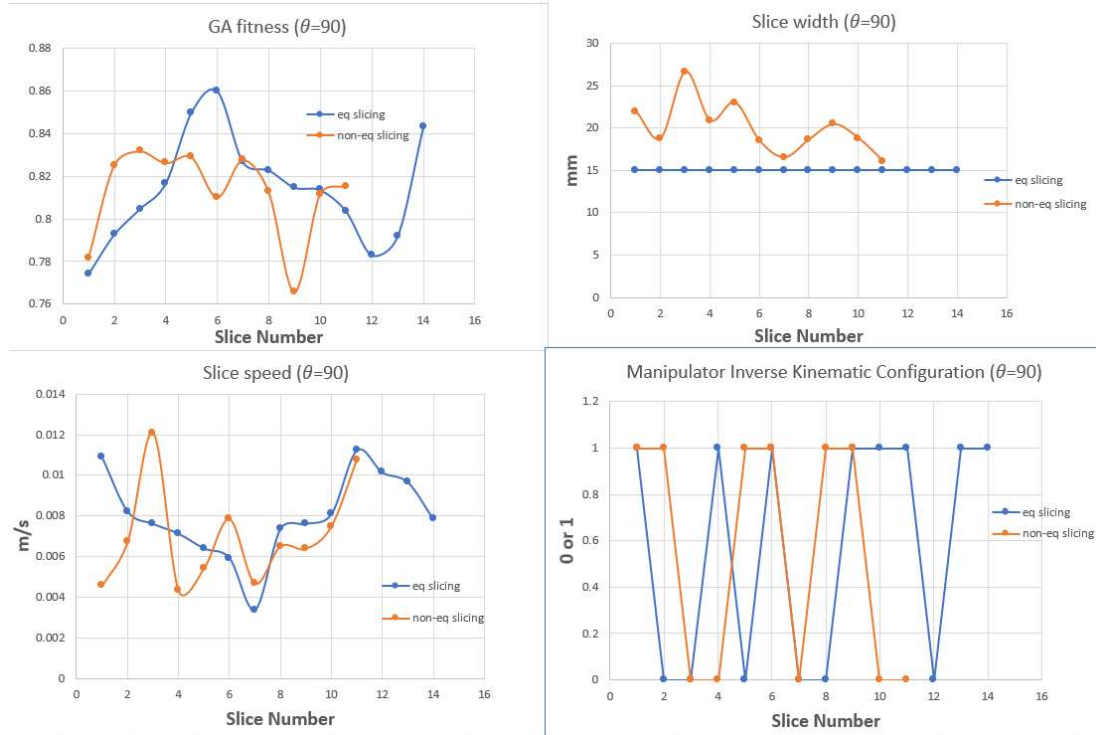 GA fitness (θ=90)
0.88
0.86
0.84
0.82
0.8
0.78
0.76
0 2 4 6 8 10 12 14 16
Slice Number
eq slicing
non-eq slicing
Slice width (θ=90)
30
25
20
15
10
5
0
mm
0 2 4 6 8 10 12 14 16
Slice Number
eq slicing
non-eq slicing
Slice speed (θ=90)
0.014
0.012
0.01
0.008
0.006
0.004
0.002
0
m/s
0 2 4 6 8 10 12 14 16
Slice Number
eq slicing
non-eq slicing
Manipulator Inverse Kinematic Configuration (θ=90)
1.2
1
0.8
0.6
0.4
0.2
0
0 or 1
0 2 4 6 8 10 12 14 16
Slice Number
eq slicing
non-eq slicing